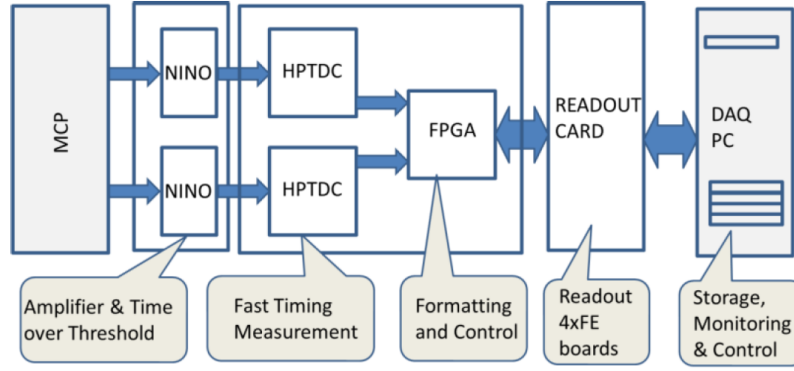 MCP
NINO
HPTDC
NINO
HPTDC
FPGA
READOUT
CARD
DAQ
PC
Amplifier & Time
over Threshold
Fast Timing
Measurement
Formatting
and Control
Readout
4xFE
boards
Storage,
Monitoring
& Control